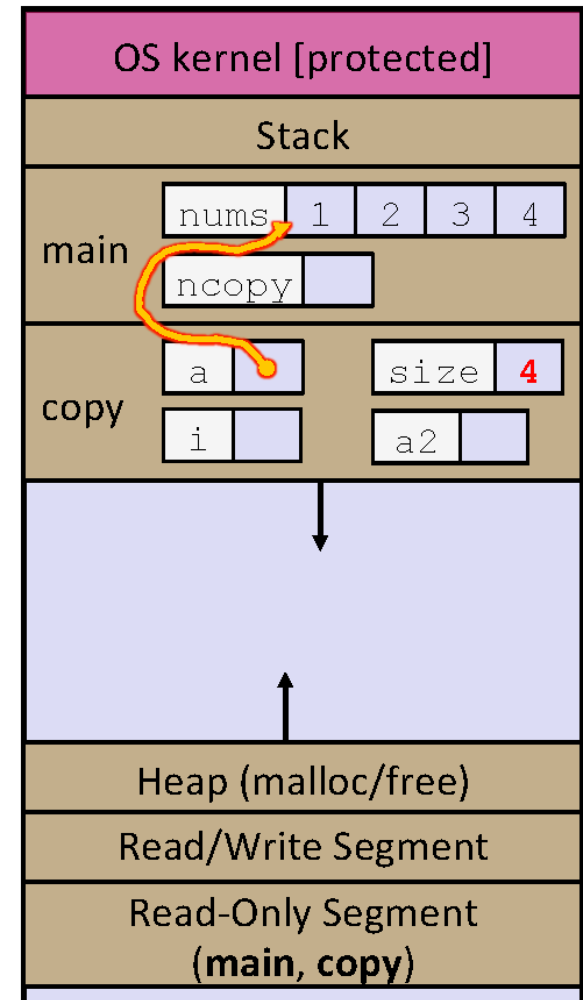 OS kernel [protected]
Stack
main
nums 1 2 3 4
ncopy
copy
a
size 4
i
a2
Heap (malloc/free)
Read/Write Segment
Read-Only Segment
(main, copy)